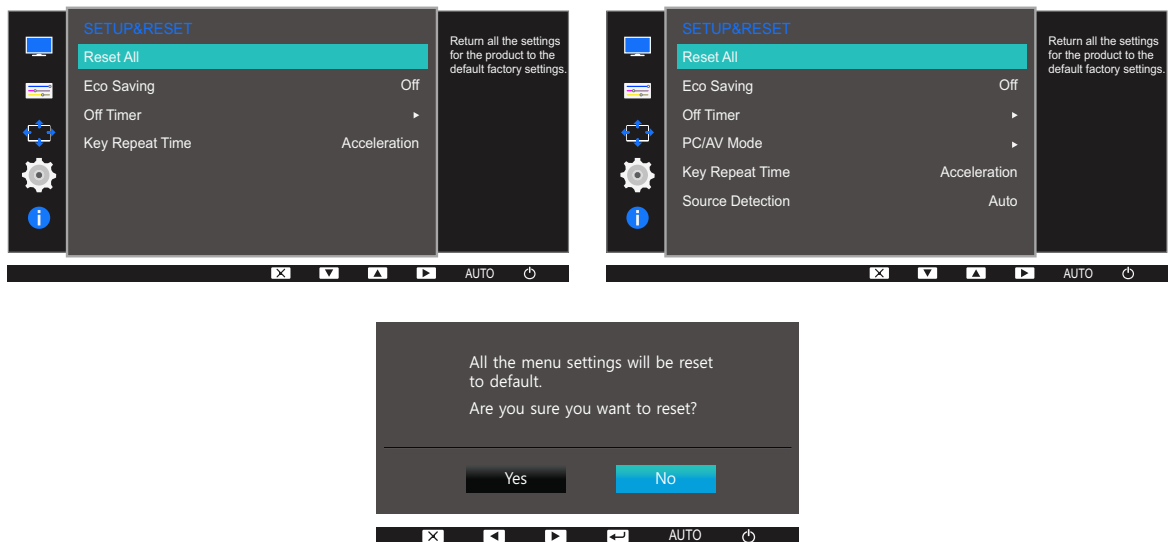 SETUP&RESET
Reset All
Eco Saving Off
Off Timer
Key Repeat Time Acceleration
Return all the settings
for the product to the
default factory settings.
AUTO
SETUP&RESET
Reset All
Eco Saving Off
Off Timer
PC/AV Mode
Key Repeat Time Acceleration
Source Detection Auto
Return all the settings
for the product to the
default factory settings.
AUTO
All the menu settings will be reset
to default.
Are you sure you want to reset?
Yes No
AUTO